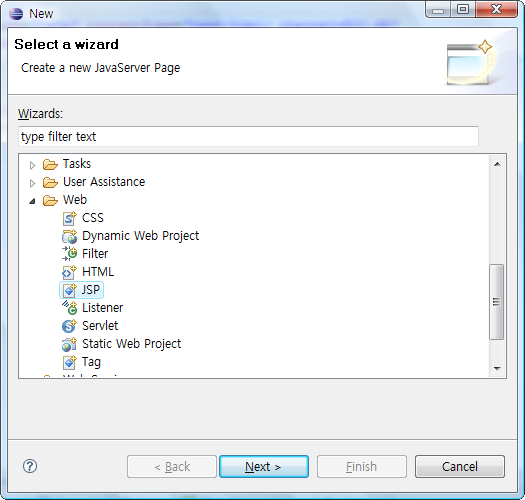 New
Select a wizard
Create a new JavaServer Page
Wizards:
type filter text
Tasks
User Assistance
Web
CSS
Dynamic Web Project
Filter
HTML
JSP
Listener
Servlet
Static Web Project
Tag
< Back
Next >
Finish
Cancel